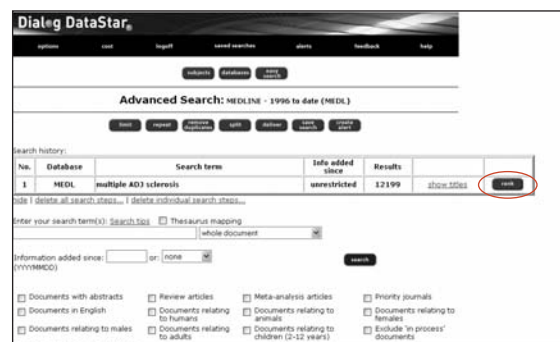 Dialog DataStar®
options cost logoff saved searches alerts feedback help
subjects databases easy search
Advanced Search: MEDLINE - 1996 to date (MEDL)
limit repeat remove duplicates split deliver save search create alert
Search history:
No. Database Search term Info added since Results
1 MEDL multiple ADJ sclerosis unrestricted 12199 show titles rank
hide | delete all search steps... | delete individual search steps...
Enter your search term(s): Search tips Thesaurus mapping
whole document
Information added since: or: none search
(YYYYMMDD)
Documents with abstracts Review articles Meta-analysis articles Priority journals
Documents in English Documents relating to humans Documents relating to animals Documents relating to females
Documents relating to males Documents relating to adults Documents relating to children (2-12 years) Exclude 'in process' documents